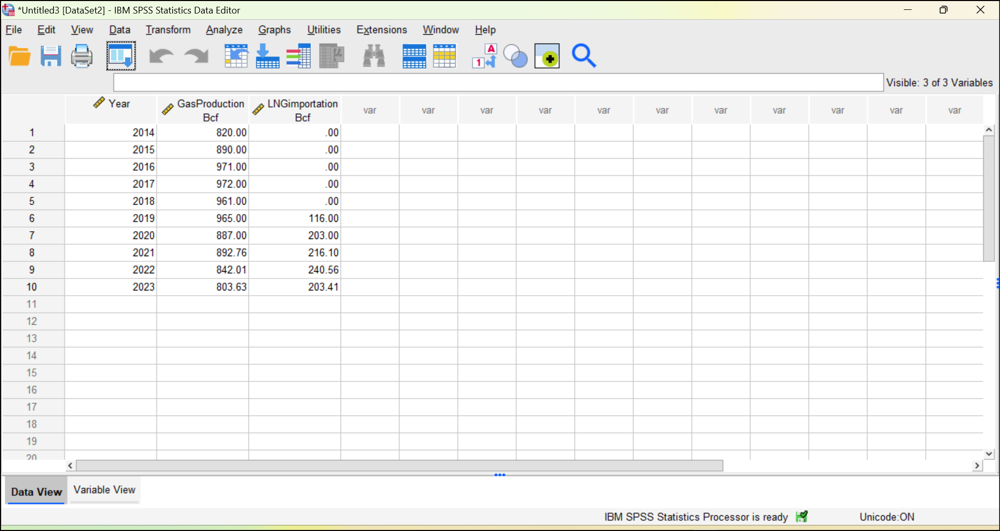 *Untitled3 [DataSet2] - IBM SPSS Statistics Data Editor
File Edit View Data Transform Analyze Graphs Utilities Extensions Window Help
Visible: 3 of 3 Variables
Year GasProductionBcf LNGimportationBcf var var var var var var var var var var var
1 2014 820.00 .00
2 2015 890.00 .00
3 2016 971.00 .00
4 2017 972.00 .00
5 2018 961.00 .00
6 2019 965.00 116.00
7 2020 887.00 203.00
8 2021 892.76 216.10
9 2022 842.01 240.56
10 2023 803.63 203.41
11
12
13
14
15
16
17
18
19
20
Data View Variable View
IBM SPSS Statistics Processor is ready Unicode:ON